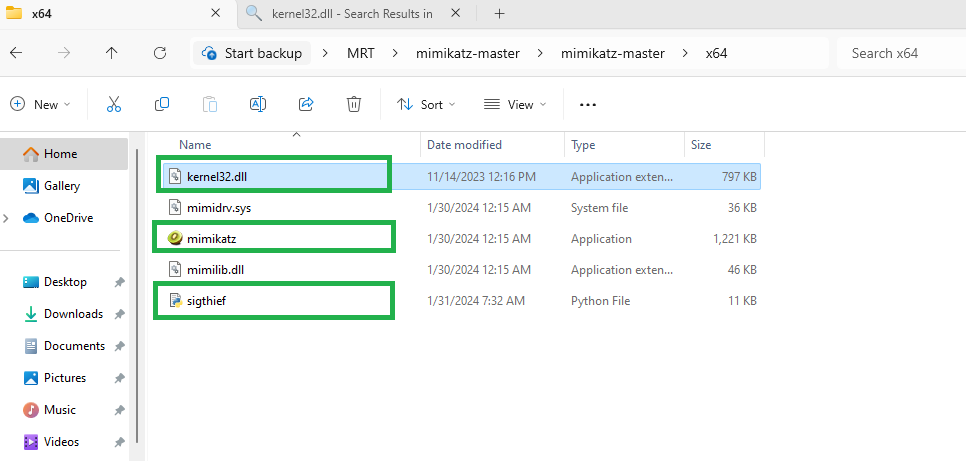 x64
kernel32.dll - Search Results in
Start backup MRT mimikatz-master mimikatz-master x64 Search x64
New Sort View
Name Date modified Type Size
Home
Gallery
OneDrive
Desktop
Downloads
Documents
Pictures
Music
Videos
kernel32.dll 11/14/2023 12:16 PM Application exten... 797 KB
mimidrv.sys 1/30/2024 12:15 AM System file 36 KB
mimikatz 1/30/2024 12:15 AM Application 1,221 KB
mimilib.dll 1/30/2024 12:15 AM Application exten... 46 KB
sigthief 1/31/2024 7:32 AM Python File 11 KB